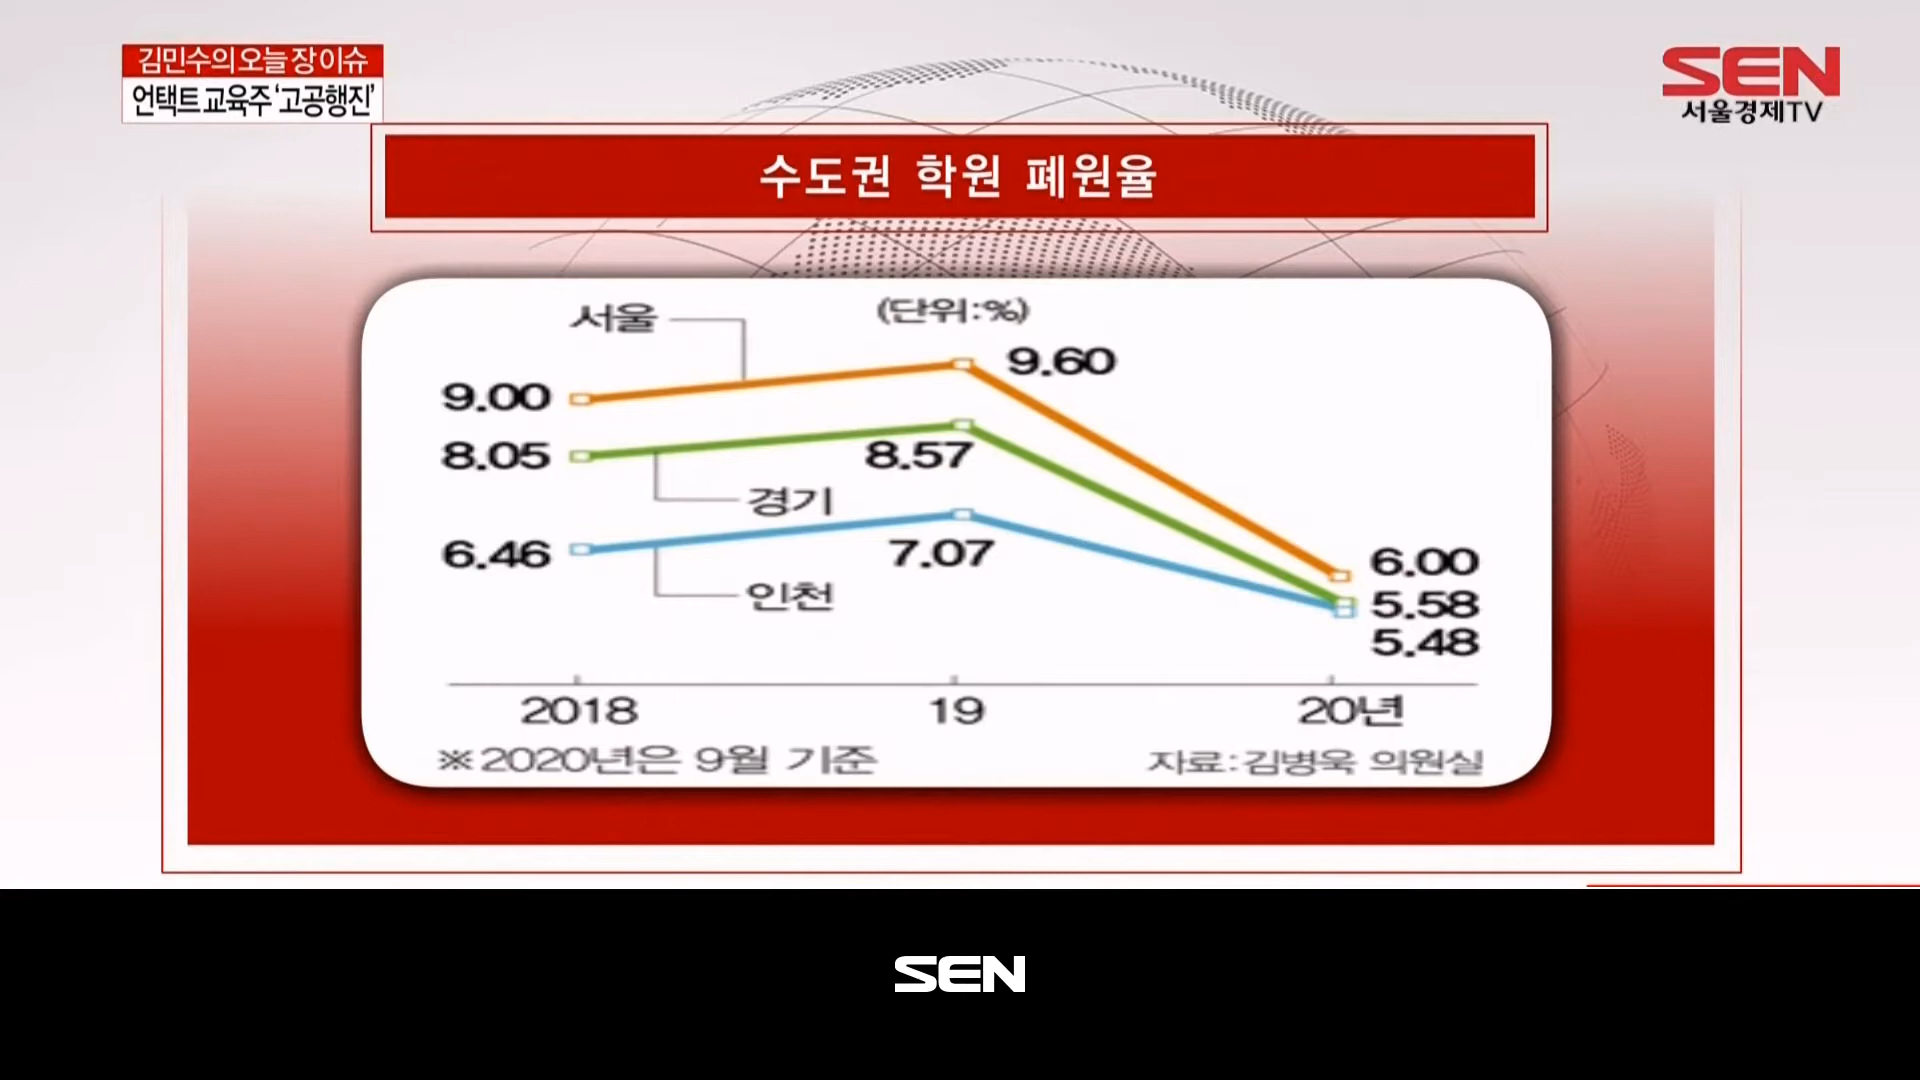 김민수의 오늘 장 이슈
언택트 교육주 ‘고공행진’
SEN
서울경제TV
수도권 학원 폐원율
서울
(단위:%)
9.00
9.60
8.05
8.57
경기
6.46
7.07
인천
6.00
5.58
5.48
2018
19
20년
※2020년은 9월 기준
자료:김병욱 의원실
SEN